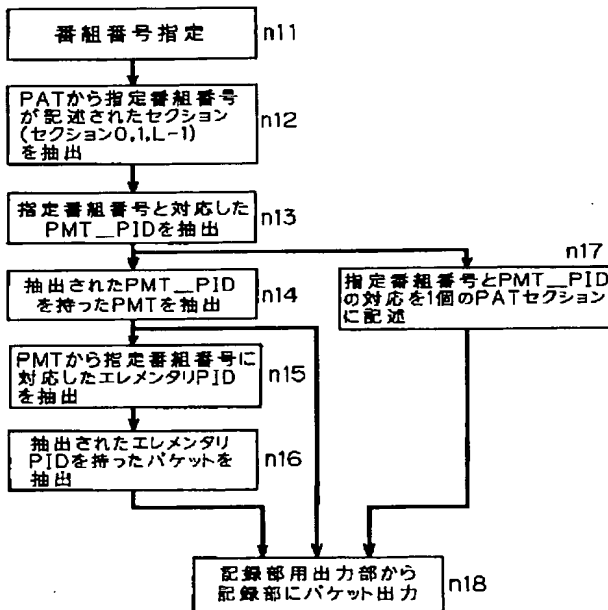 番組番号指定
n11
PATから指定番組番号
が記述されたセクション
(セクション0,1,L-1)
を抽出
n12
指定番組番号と対応した
PMT__PIDを抽出
n13
抽出されたPMT__PID
を持ったPMTを抽出
n14
n17
指定番組番号とPMT__PID
の対応を1個のPATセクション
に記述
PMTから指定番組番号に
対応したエレメンタリPID
を抽出
n15
抽出されたエレメンタリ
PIDを持ったパケットを
抽出
n16
記録部用出力部から
記録部にパケット出力
n18